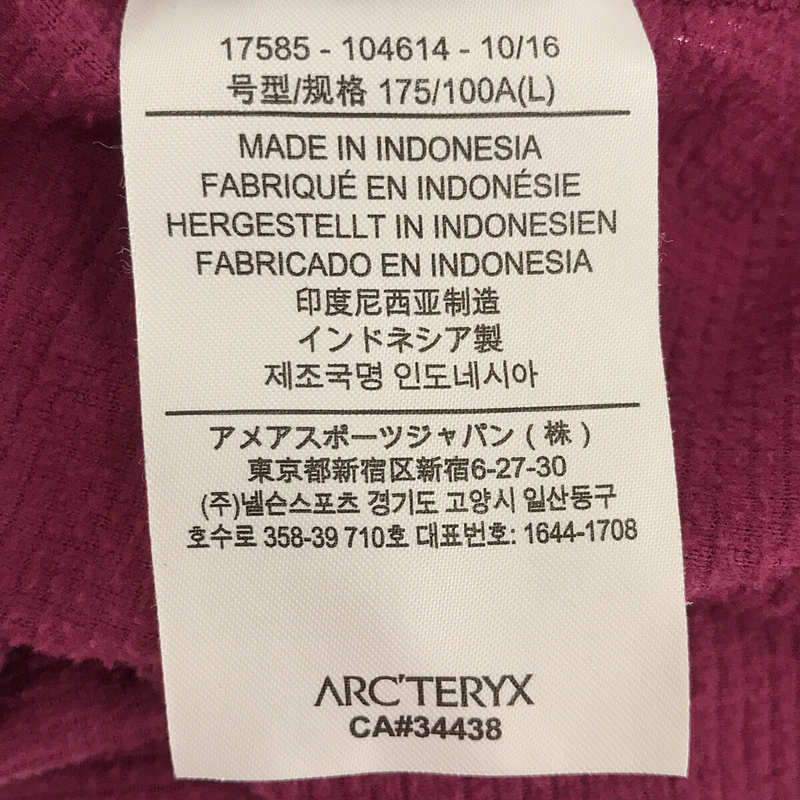 17585 - 104614 - 10/16
号型/规格 175/100A(L)
MADE IN INDONESIA
FABRIQUÉ EN INDONÉSIE
HERGESTELLT IN INDONESIEN
FABRICADO EN INDONESIA
印度尼西亚制造
インドネシア製
제조국명 인도네시아
アメアスポーツジャパン ( 株 )
東京都新宿区新宿6-27-30
(주)넬슨스포츠 경기도 고양시 일산동구
호수로 358-39 710호 대표번호: 1644-1708
ARC'TERYX
CA#34438